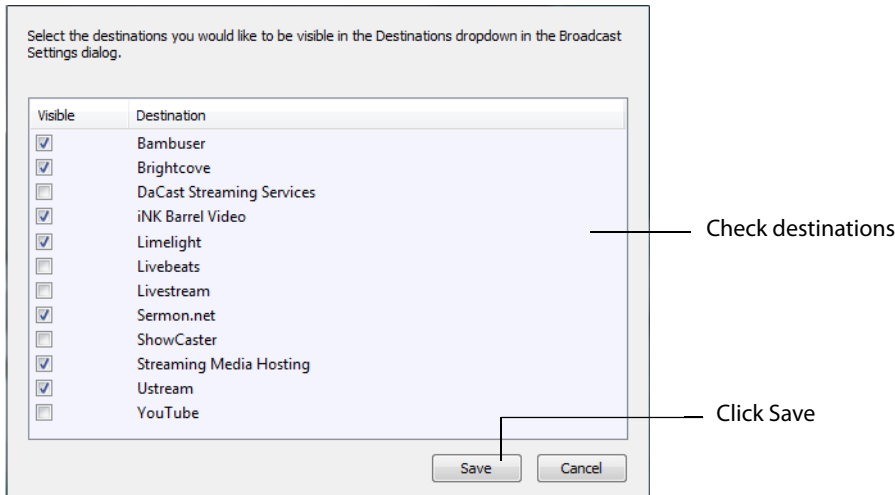 Select the destinations you would like to be visible in the Destinations dropdown in the Broadcast
Settings dialog.
Visible Destination
Bambuser
Brightcove
DaCast Streaming Services
iNK Barrel Video
Limelight
Livebeats
Livestream
Sermon.net
ShowCaster
Streaming Media Hosting
Ustream
YouTube
Check destinations
Click Save
Save Cancel